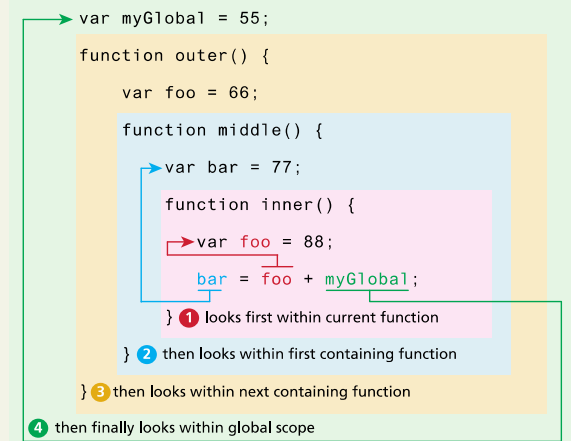 var myGlobal = 55;
function outer() {
var foo = 66;
function middle() {
var bar = 77;
function inner() {
var foo = 88;
bar = foo + myGlobal;
} 1 looks first within current function
} 2 then looks within first containing function
} 3 then looks within next containing function
4 then finally looks within global scope